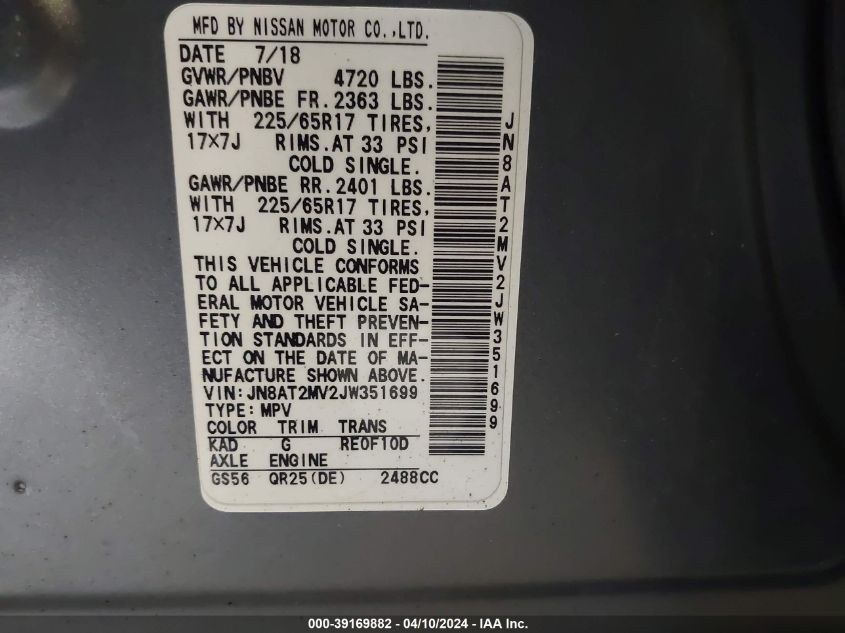 MFD BY NISSAN MOTOR CO.,LTD.
DATE 7/18
GVWR/PNBV 4720 LBS.
GAWR/PNBE FR. 2363 LBS.
WITH 225/65R17 TIRES,
17×7J RIMS.AT 33 PSI
COLD SINGLE.
GAWR/PNBE RR. 2401 LBS.
WITH 225/65R17 TIRES,
17×7J RIMS.AT 33 PSI
COLD SINGLE.
THIS VEHICLE CONFORMS
TO ALL APPLICABLE FED-
ERAL MOTOR VEHICLE SA-
FETY AND THEFT PREVEN-
TION STANDARDS IN EFF-
ECT ON THE DATE OF MA-
NUFACTURE SHOWN ABOVE.
VIN:JN8AT2MV2JW351699
TYPE:MPV
COLOR TRIM TRANS
KAD G RE0F10D
AXLE ENGINE
GS56 QR25(DE) 2488CC
JN8AT2MV2JW351699
000-39169882 - 04/10/2024 - IAA Inc.